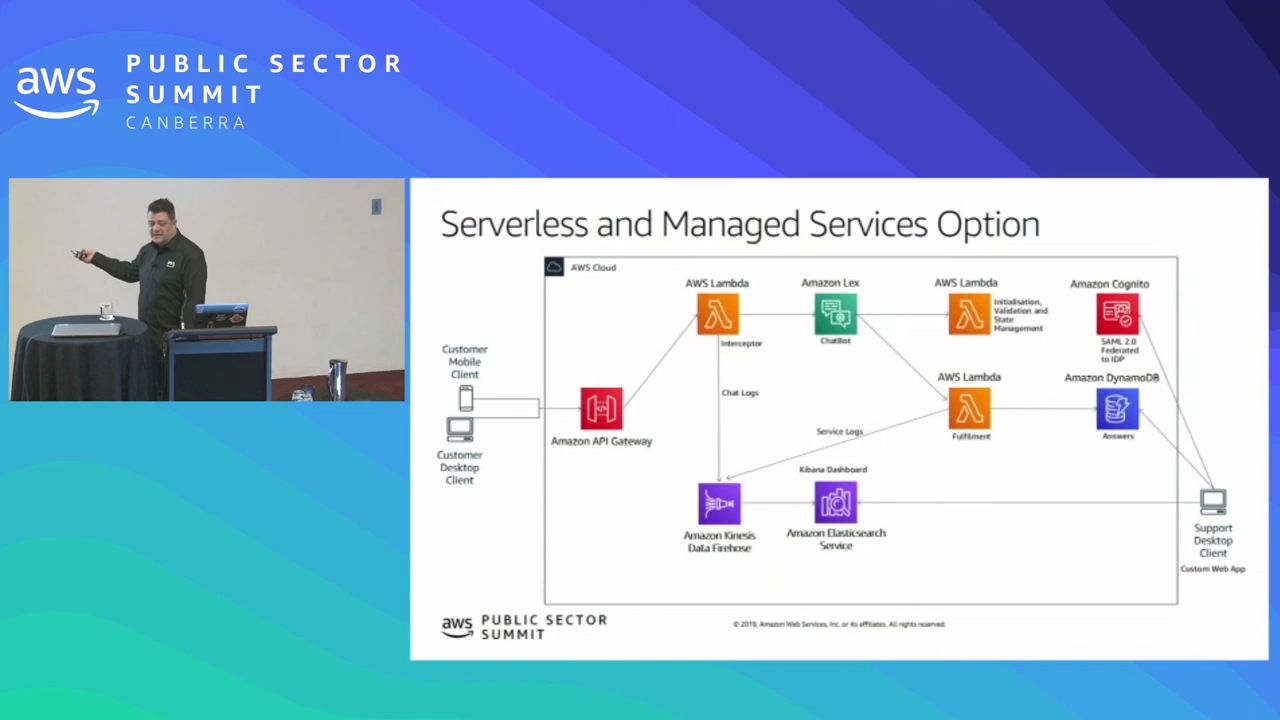 aws
PUBLIC SECTOR
SUMMIT
CANBERRA
Serverless and Managed Services Option
AWS Cloud
AWS Lambda
Interceptor
Amazon Lex
ChatBot
AWS Lambda
Initialisation,
Validation and
State
Management
Amazon Cognito
SAML 2.0
Federated
to IDP
Customer
Mobile
Client
Customer
Desktop
Client
Amazon API Gateway
Chat Logs
AWS Lambda
Fulfilment
Amazon DynamoDB
Answers
Service Logs
Kibana Dashboard
Amazon Kinesis
Data Firehose
Amazon Elasticsearch
Service
Support
Desktop
Client
Custom Web App
aws
PUBLIC SECTOR
SUMMIT
© 2019, Amazon Web Services, Inc. or its affiliates. All rights reserved.